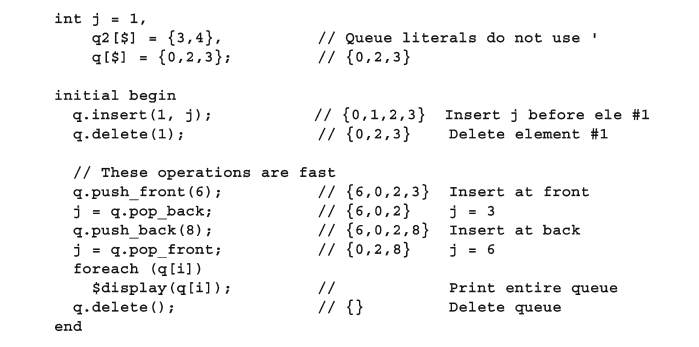 int j = 1,
q2[$] = {3,4}, // Queue literals do not use '
q[$] = {0,2,3}; // {0,2,3}
initial begin
q.insert(1, j); // {0,1,2,3} Insert j before ele #1
q.delete(1); // {0,2,3} Delete element #1
// These operations are fast
q.push_front(6); // {6,0,2,3} Insert at front
j = q.pop_back; // {6,0,2} j = 3
q.push_back(8); // {6,0,2,8} Insert at back
j = q.pop_front; // {0,2,8} j = 6
foreach (q[i])
$display(q[i]); // Print entire queue
q.delete(); // {} Delete queue
end